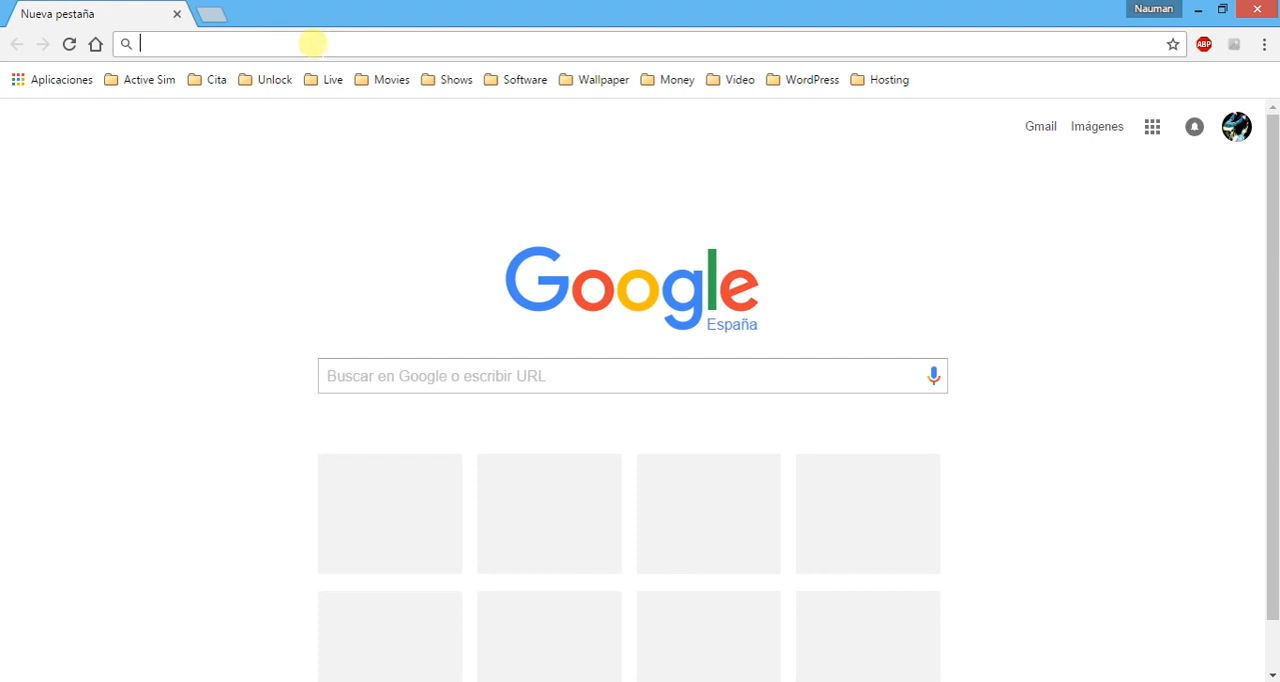 Nueva pestaña
Nauman
ABP
Aplicaciones Active Sim Cita Unlock Live Movies Shows Software Wallpaper Money Video WordPress Hosting
Gmail Imágenes
Google
España
Buscar en Google o escribir URL